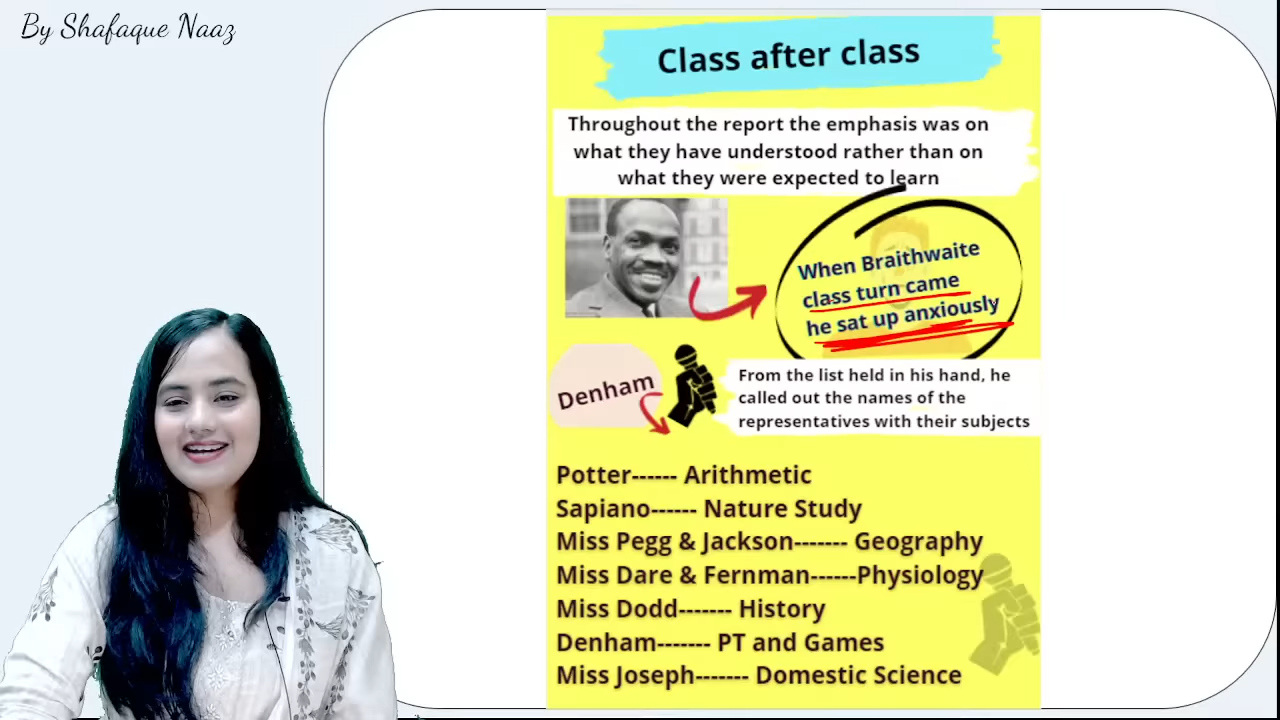 By Shafaque Naaz
Class after class
Throughout the report the emphasis was on
what they have understood rather than on
what they were expected to learn
When Braithwaite
class turn came
he sat up anxiously
Denham
From the list held in his hand, he
called out the names of the
representatives with their subjects
Potter------ Arithmetic
Sapiano------ Nature Study
Miss Pegg & Jackson------- Geography
Miss Dare & Fernman------Physiology
Miss Dodd------- History
Denham------- PT and Games
Miss Joseph------- Domestic Science